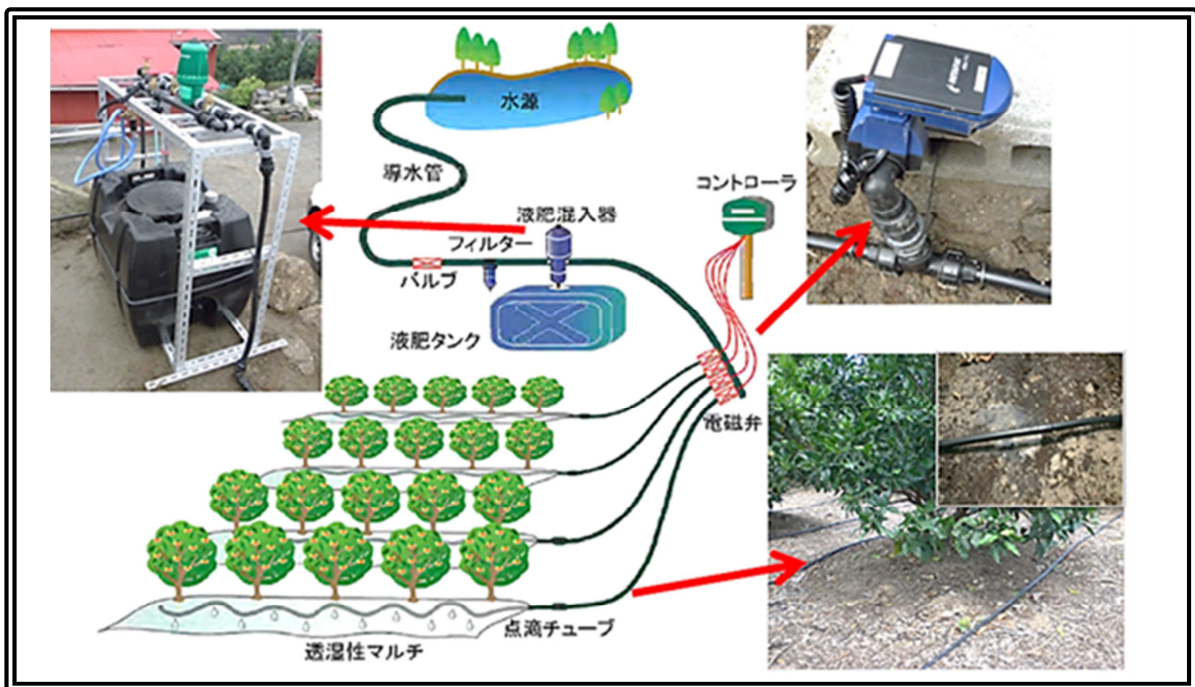 水源
導水管
コントローラ
液肥混入器
フィルター
バルブ
液肥タンク
電磁弁
点滴チューブ
透湿性マルチ